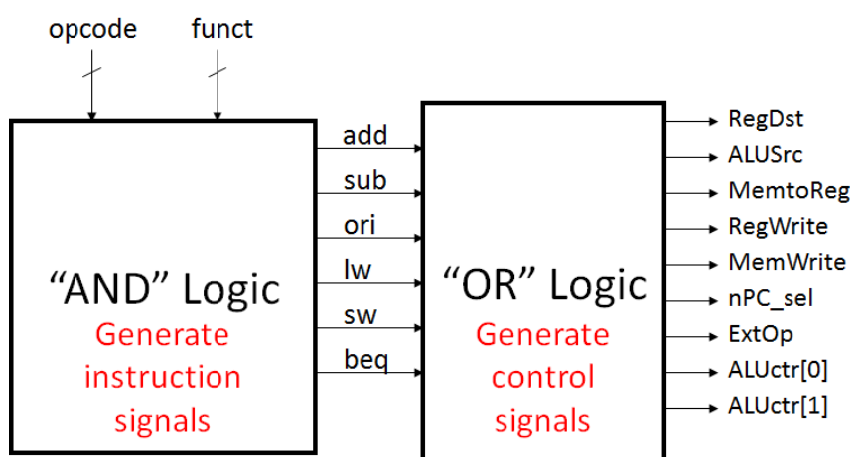 opcode funct
add
sub
ori
lw
sw
beq
“AND” Logic
Generate
instruction
signals
“OR” Logic
Generate
control
signals
RegDst
ALUSrc
MemtoReg
RegWrite
MemWrite
nPC_sel
ExtOp
ALUctr[0]
ALUctr[1]